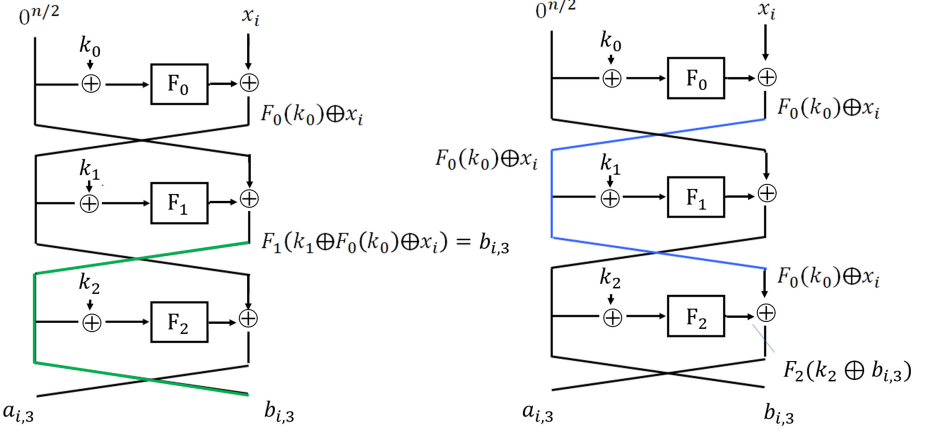 0^{n/2}
x_i
k_0
F_0
F_0(k_0)⊕x_i
k_1
F_1
F_1(k_1⊕F_0(k_0)⊕x_i) = b_{i,3}
k_2
F_2
a_{i,3}
b_{i,3}
0^{n/2}
x_i
k_0
F_0
F_0(k_0)⊕x_i
F_0(k_0)⊕x_i
k_1
F_1
F_0(k_0)⊕x_i
k_2
F_2
F_2(k_2 ⊕ b_{i,3})
a_{i,3}
b_{i,3}